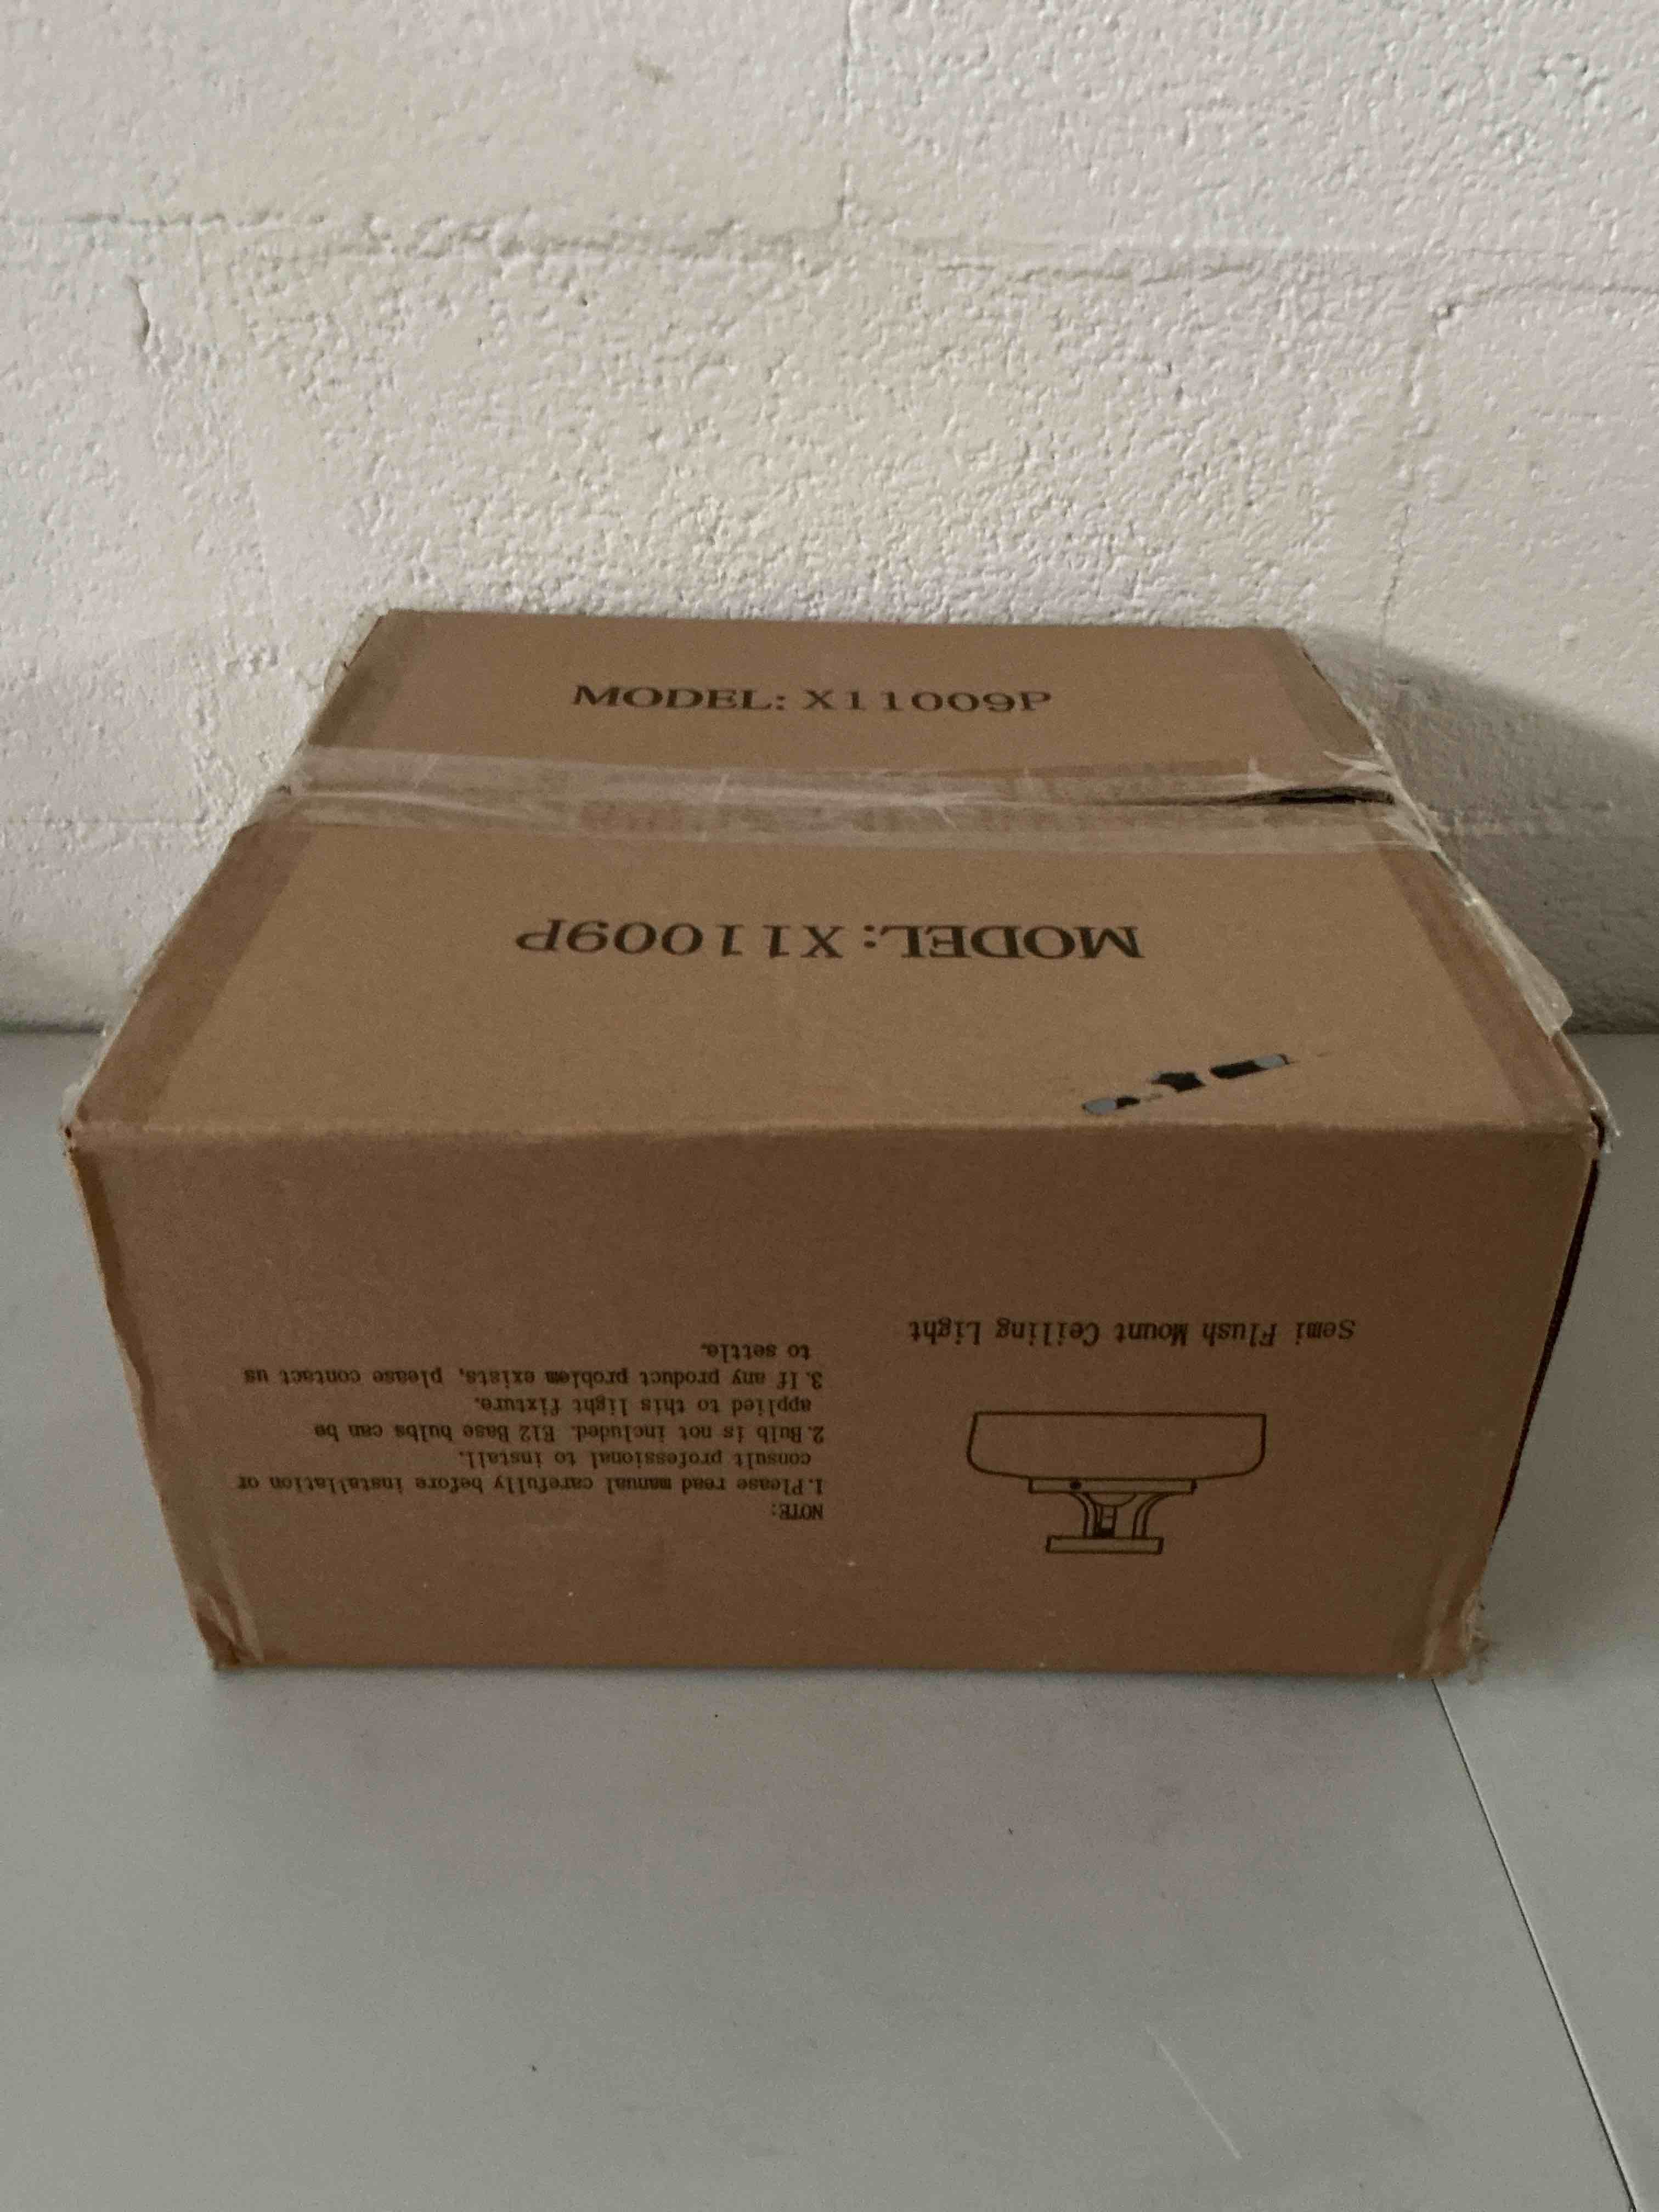 MODEL: X11009P
MODEL: X11009P
NOTE:
1.Please read manual carefully before installation or
consult professional to install.
2.Bulb is not included. E12 Base bulbs can be
applied to this light fixture.
3.If any product problem exists, please contact us
to settle.
Semi Flush Mount Ceiling Light